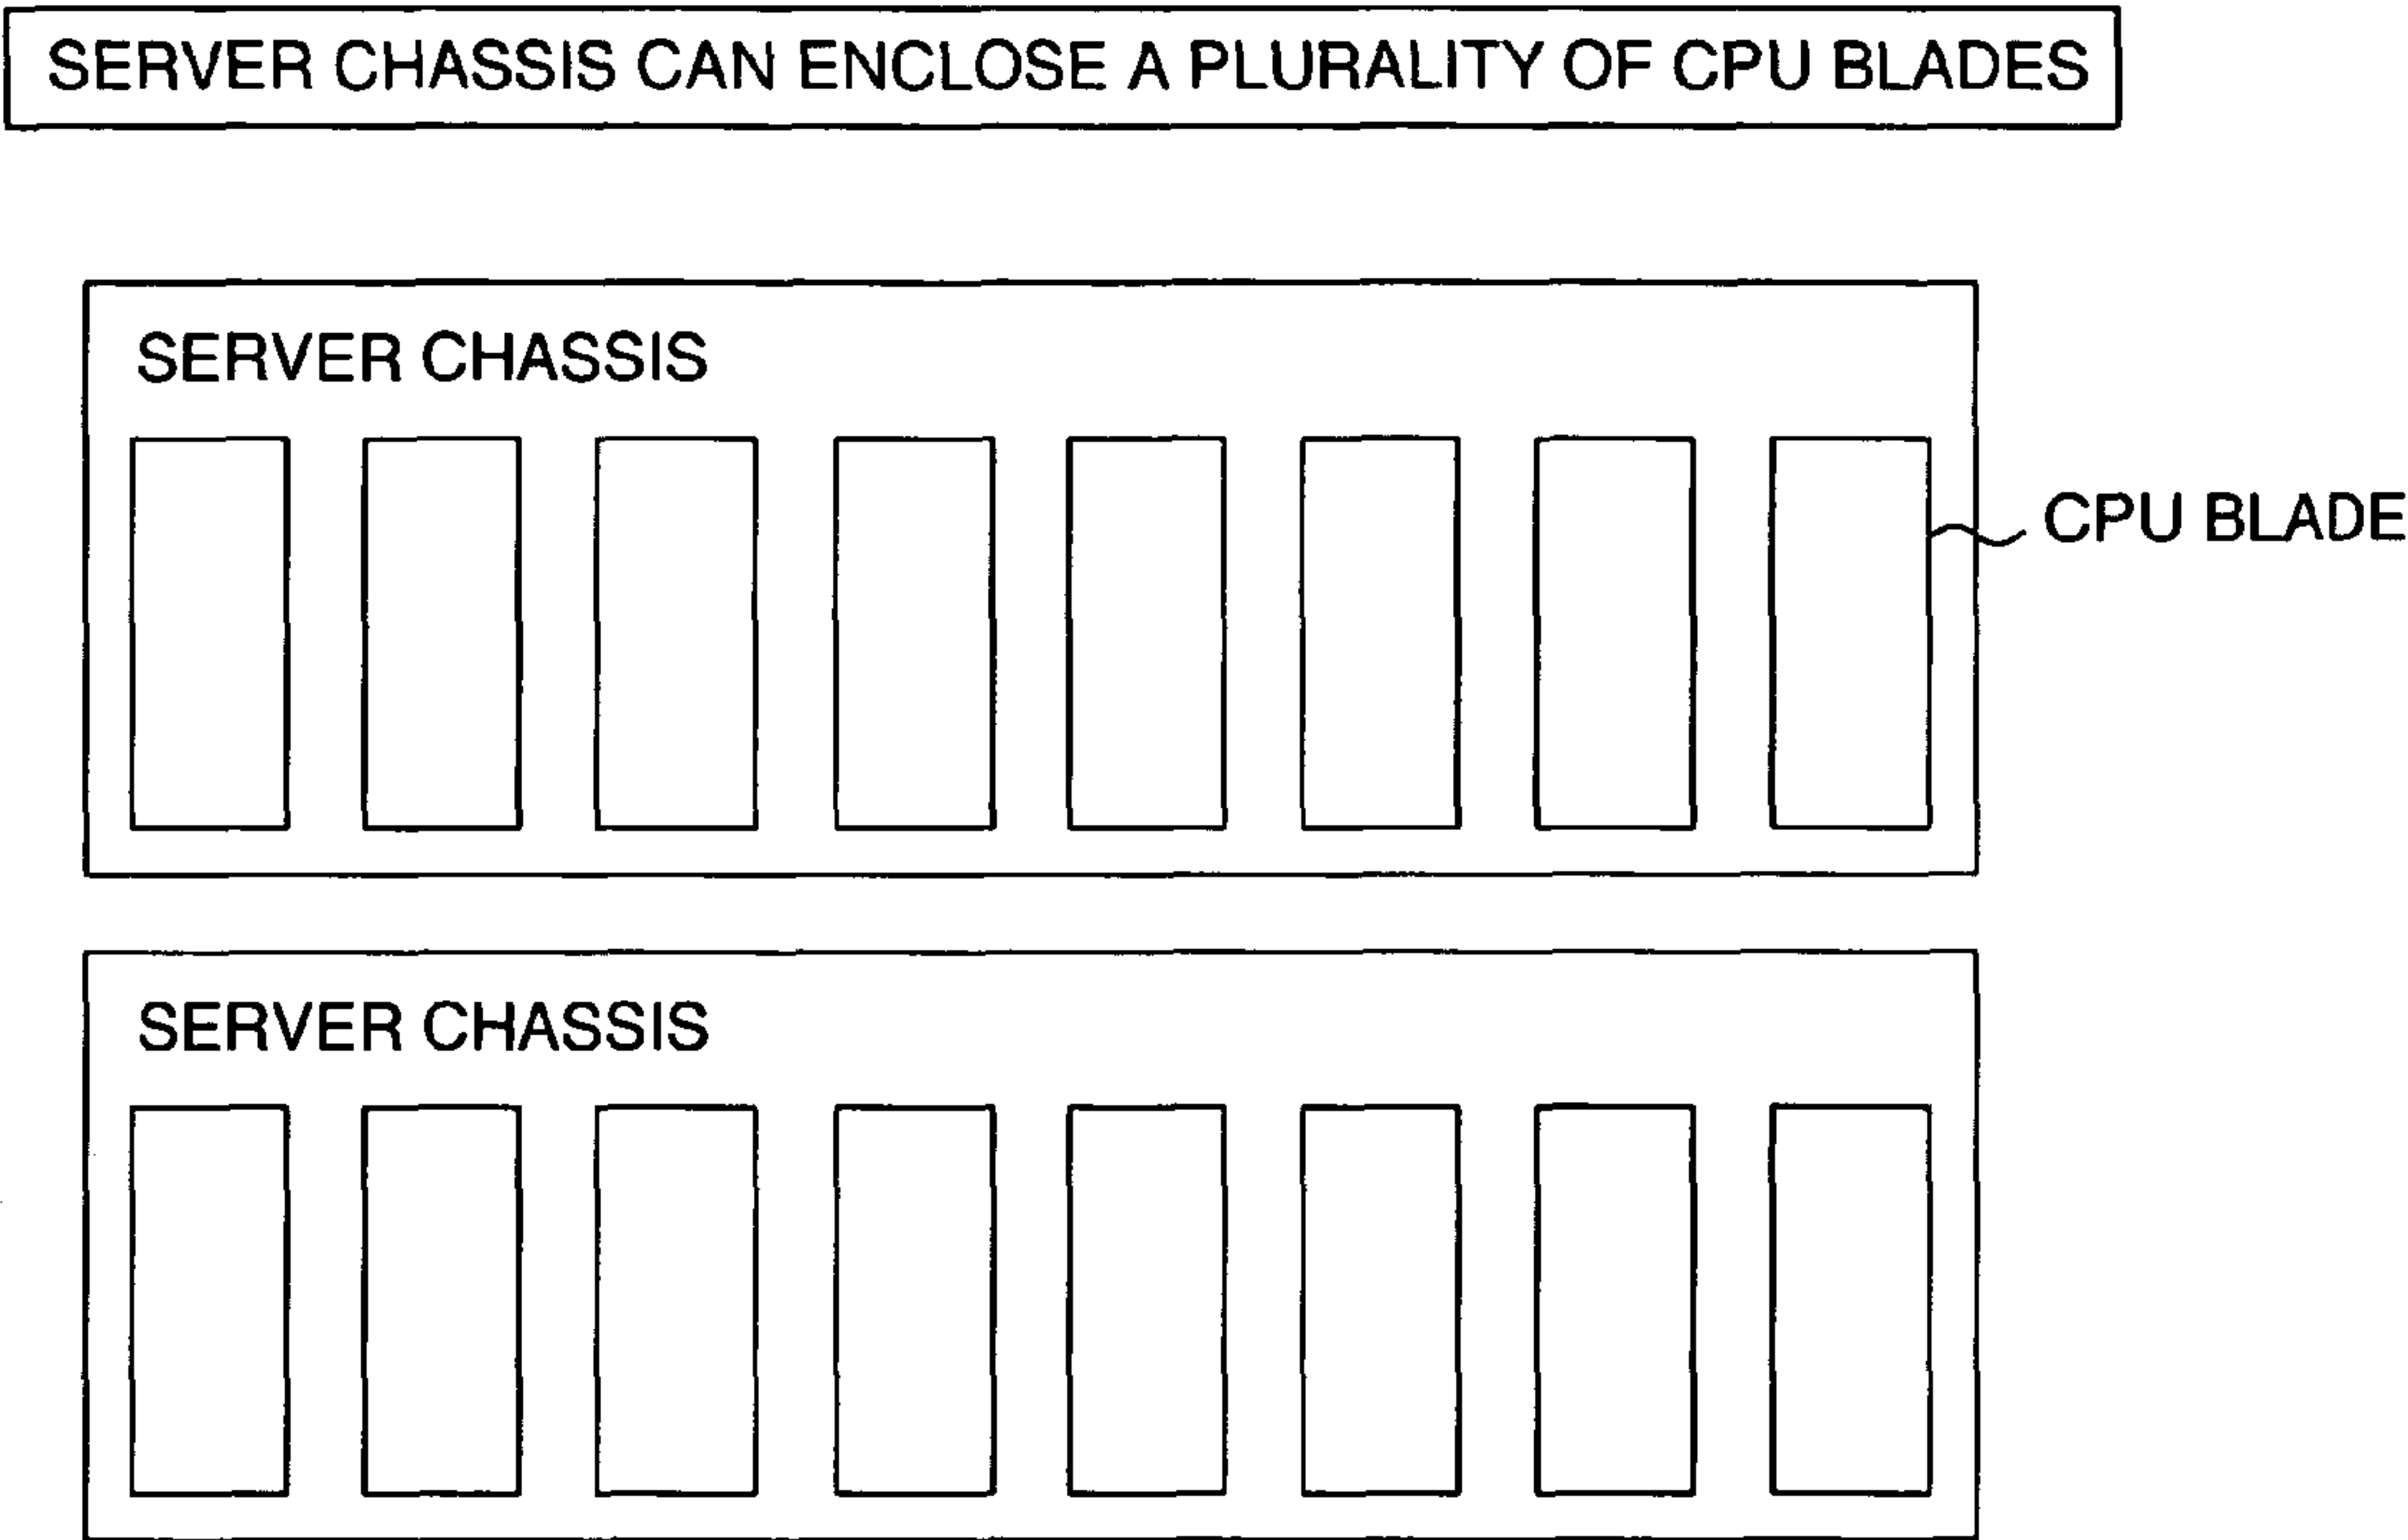 SERVER CHASSIS CAN ENCLOSE A PLURALITY OF CPU BLADES
SERVER CHASSIS
CPU BLADE
SERVER CHASSIS